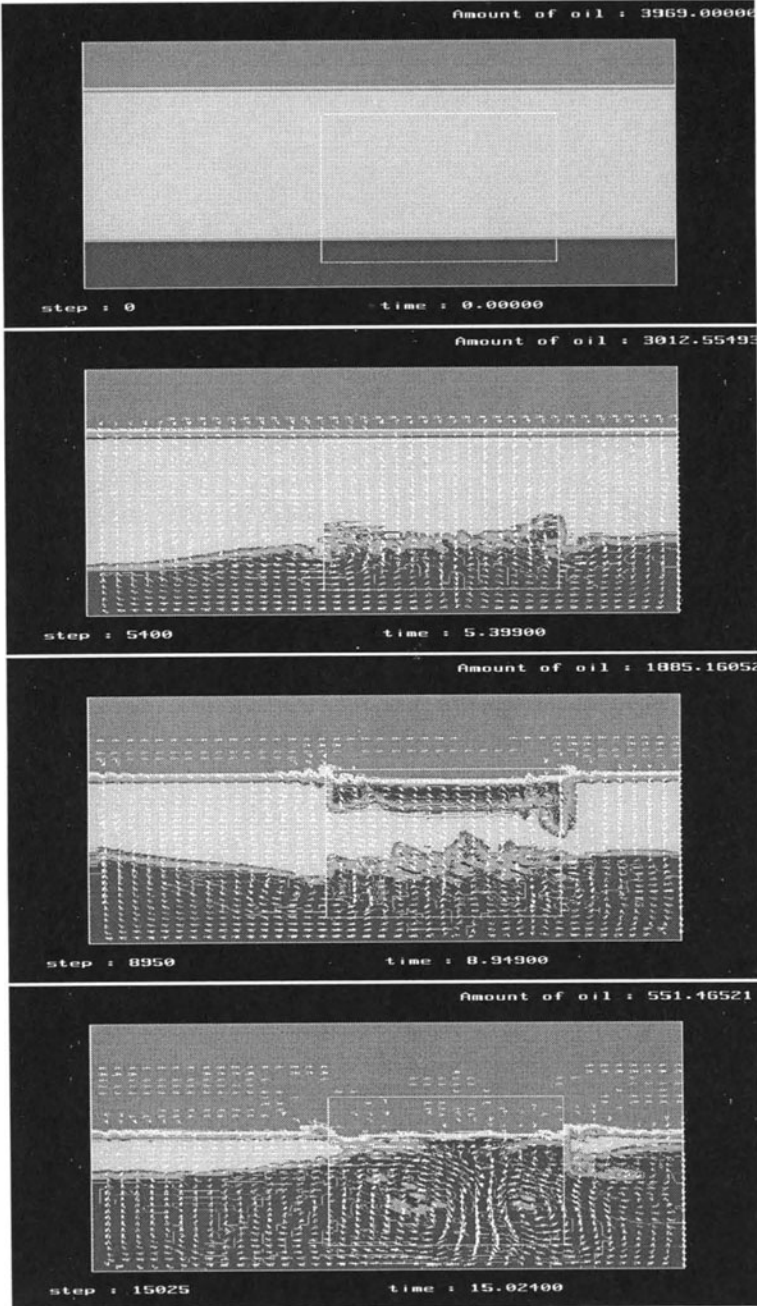 Amount of oil : 3969.00000
step : 0 time : 0.00000
Amount of oil : 3012.55493
step : 5400 time : 5.39900
Amount of oil : 1885.16052
step : 8950 time : 8.94900
Amount of oil : 551.46521
step : 15025 time : 15.02400